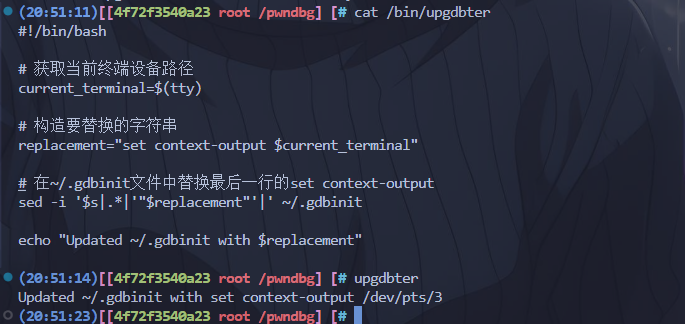 (20:51:11)[[4f72f3540a23 root /pwndbg] [# cat /bin/upgdbter
#!/bin/bash
# 获取当前终端设备路径
current_terminal=$(tty)
# 构造要替换的字符串
replacement="set context-output $current_terminal"
# 在~/.gdbinit文件中替换最后一行的set context-output
sed -i '$s|.*|'"$replacement"'|' ~/.gdbinit
echo "Updated ~/.gdbinit with $replacement"
(20:51:14)[[4f72f3540a23 root /pwndbg] [# upgdbter
Updated ~/.gdbinit with set context-output /dev/pts/3
(20:51:23)[[4f72f3540a23 root /pwndbg] [#